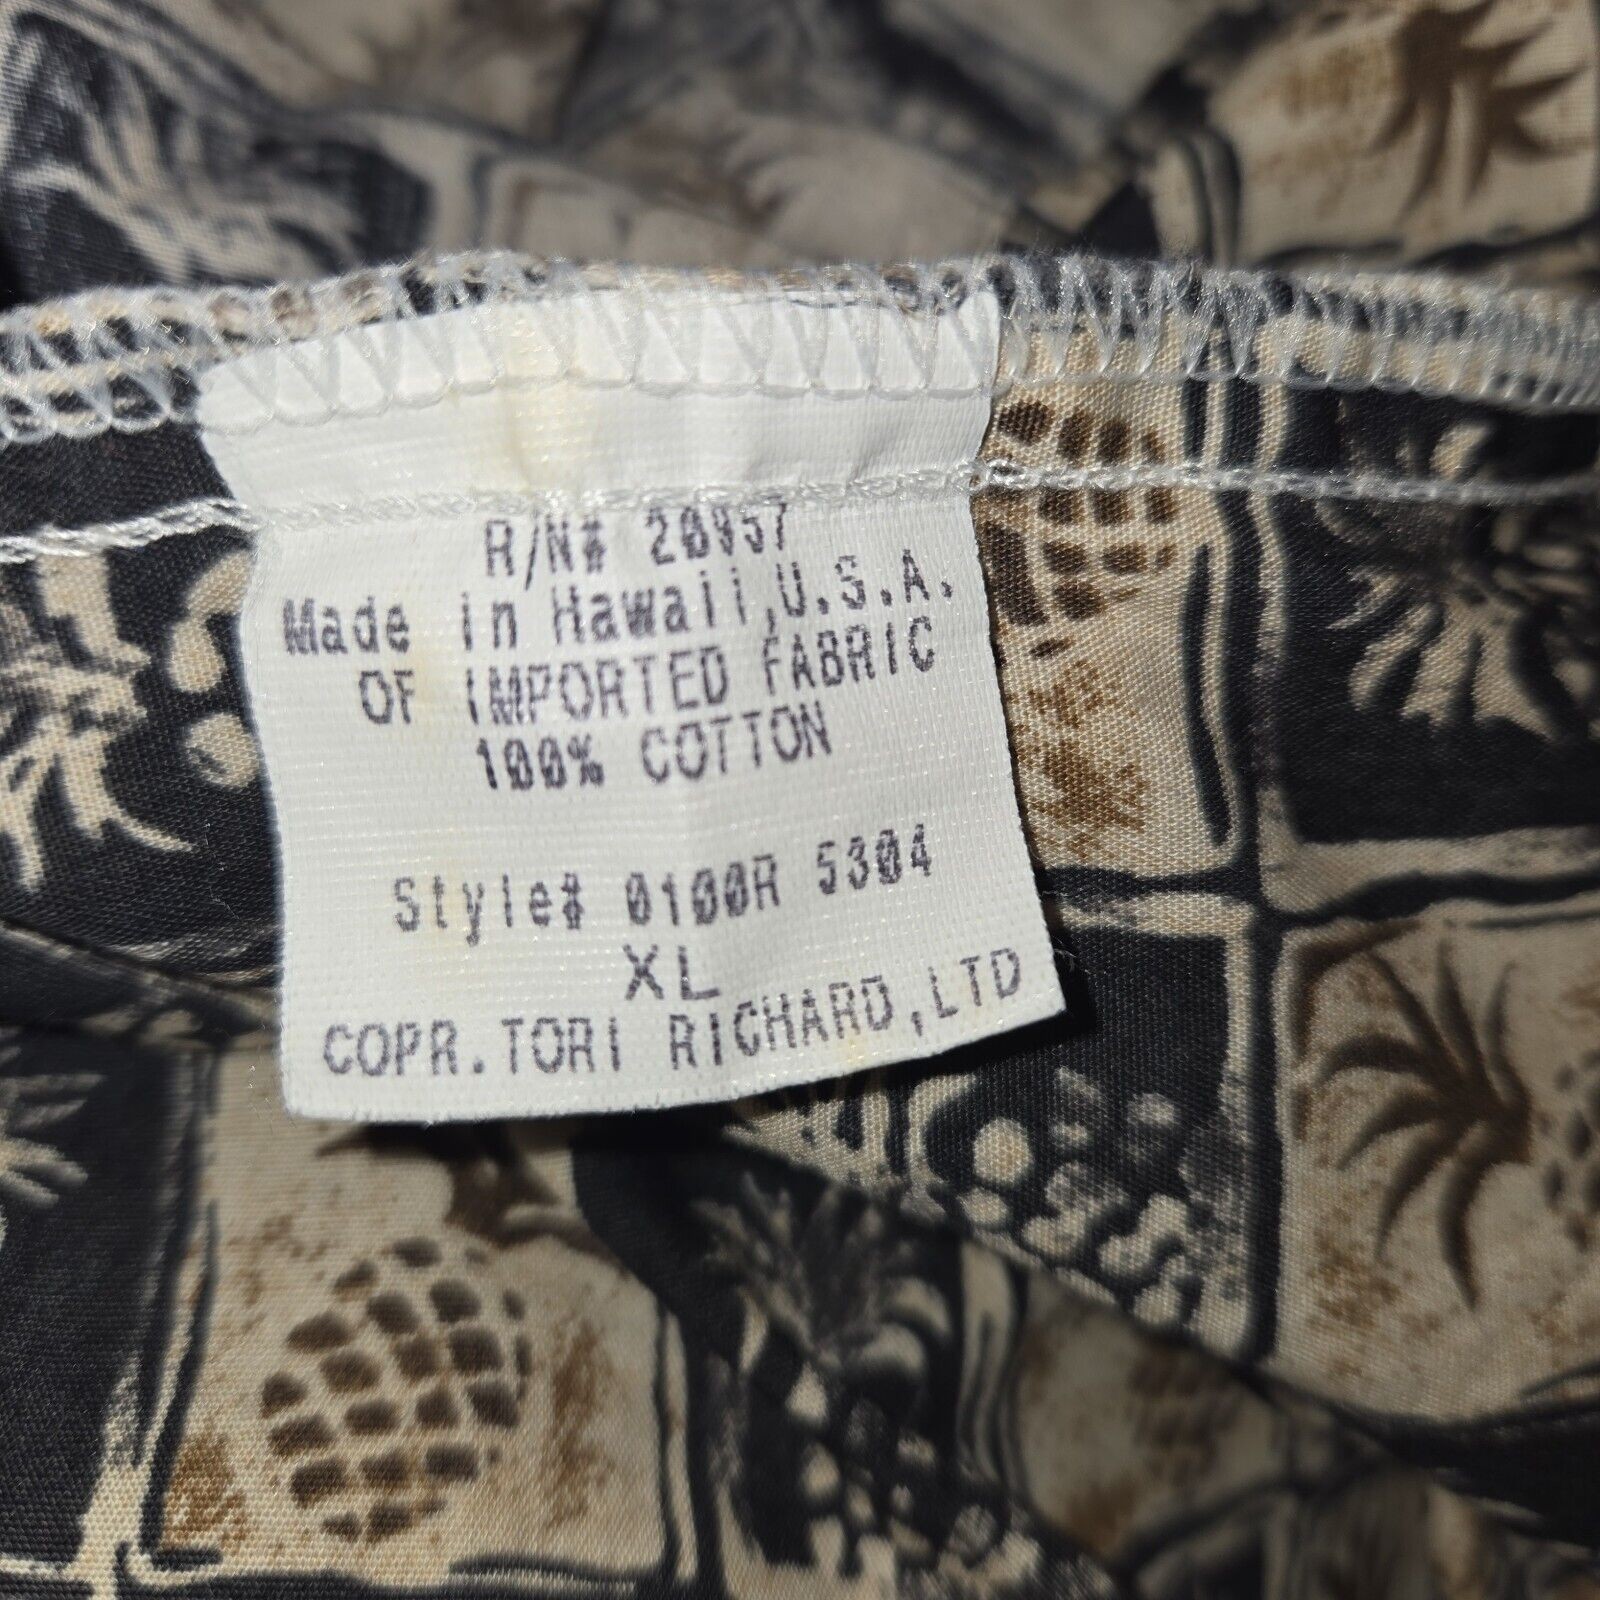 R/N# 20957
Made in Hawaii,U.S.A.
OF IMPORTED FABRIC
100% COTTON
Style# 0100R 5304
XL
COPR.TORI RICHARD,LTD